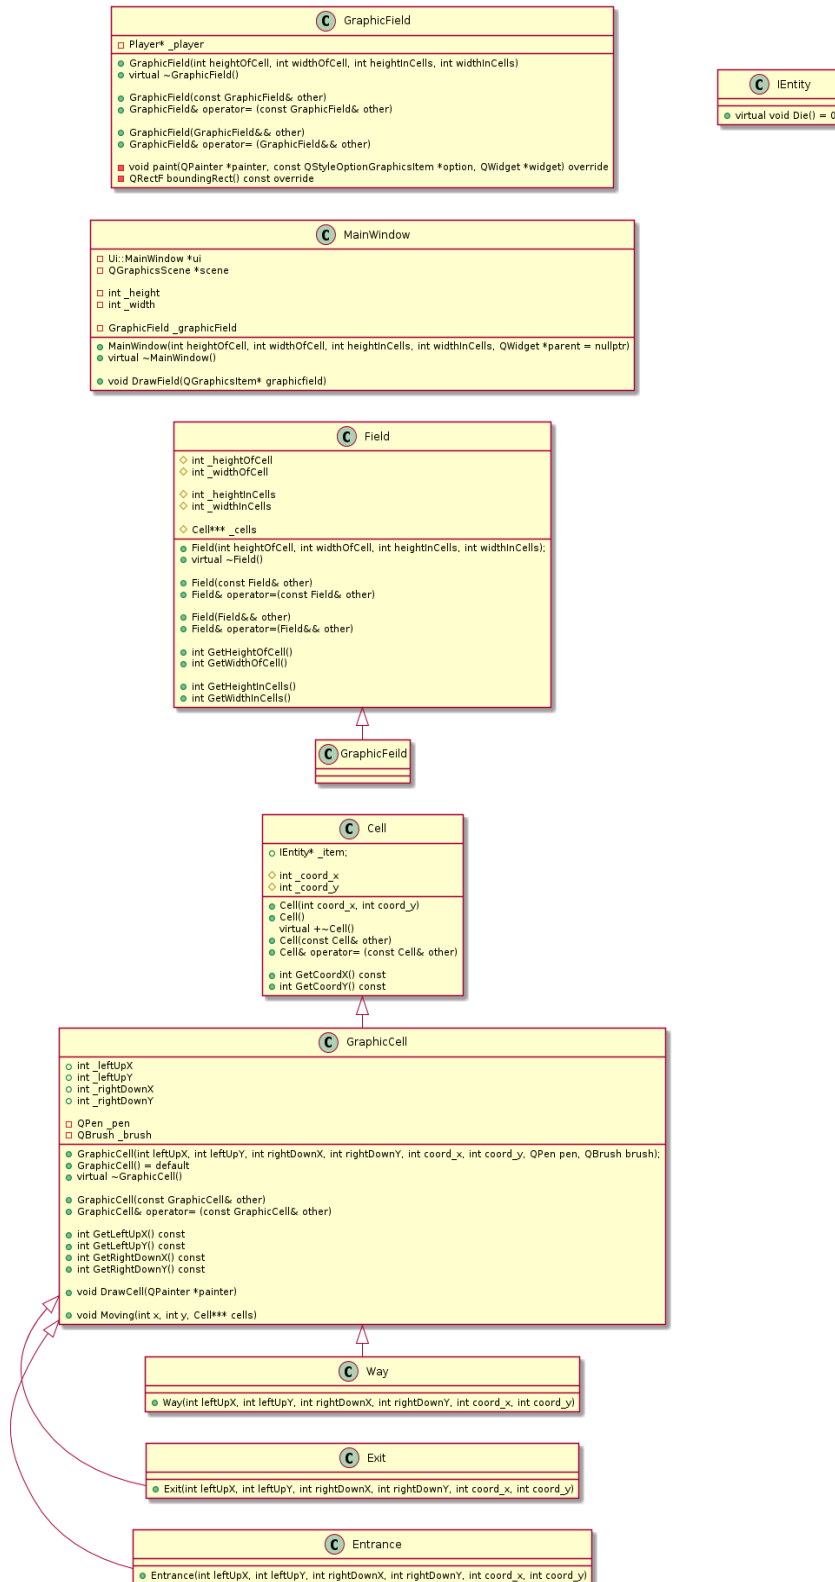 GraphicField
Player* _player
GraphicField(int heightOfCell, int widthOfCell, int heightInCells, int widthInCells)
virtual ~GraphicField()
GraphicField(const GraphicField& other)
GraphicField& operator= (const GraphicField& other)
GraphicField(GraphicField&& other)
GraphicField& operator= (GraphicField&& other)
void paint(QPainter *painter, const QStyleOptionGraphicsItem *option, QWidget *widget) override
QRectF boundingRect() const override
IEntity
virtual void Die() = 0
MainWindow
Ui::MainWindow *ui
QGraphicsScene *scene
int _height
int _width
GraphicField _graphicField
MainWindow(int heightOfCell, int widthOfCell, int heightInCells, int widthInCells, QWidget *parent = nullptr)
virtual ~MainWindow()
void DrawField(QGraphicsItem* graphicfield)
Field
int _heightOfCell
int _widthOfCell
int _heightInCells
int _widthInCells
Cell*** _cells
Field(int heightOfCell, int widthOfCell, int heightInCells, int widthInCells);
virtual ~Field()
Field(const Field& other)
Field& operator=(const Field& other)
Field(Field&& other)
Field& operator=(Field&& other)
int GetHeightOfCell()
int GetWidthOfCell()
int GetHeightInCells()
int GetWidthInCells()
GraphicFeild
Cell
IEntity* _item;
int _coord_x
int _coord_y
Cell(int coord_x, int coord_y)
Cell()
virtual +~Cell()
Cell(const Cell& other)
Cell& operator= (const Cell& other)
int GetCoordX() const
int GetCoordY() const
GraphicCell
int _leftUpX
int _leftUpY
int _rightDownX
int _rightDownY
QPen _pen
QBrush _brush
GraphicCell(int leftUpX, int leftUpY, int rightDownX, int rightDownY, int coord_x, int coord_y, QPen pen, QBrush brush);
GraphicCell() = default
virtual ~GraphicCell()
GraphicCell(const GraphicCell& other)
GraphicCell& operator= (const GraphicCell& other)
int GetLeftUpX() const
int GetLeftUpY() const
int GetRightDownX() const
int GetRightDownY() const
void DrawCell(QPainter *painter)
void Moving(int x, int y, Cell*** cells)
Way
Way(int leftUpX, int leftUpY, int rightDownX, int rightDownY, int coord_x, int coord_y)
Exit
Exit(int leftUpX, int leftUpY, int rightDownX, int rightDownY, int coord_x, int coord_y)
Entrance
Entrance(int leftUpX, int leftUpY, int rightDownX, int rightDownY, int coord_x, int coord_y)